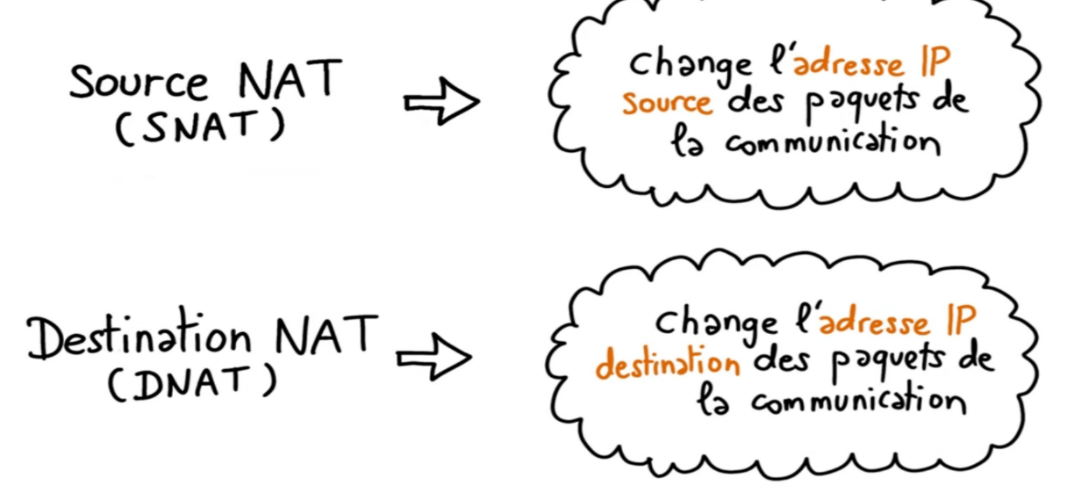 Source NAT
(SNAT)
change l'adresse IP
source des paquets de
la communication
Destination NAT
(DNAT)
change l'adresse IP
destination des paquets de
la communication